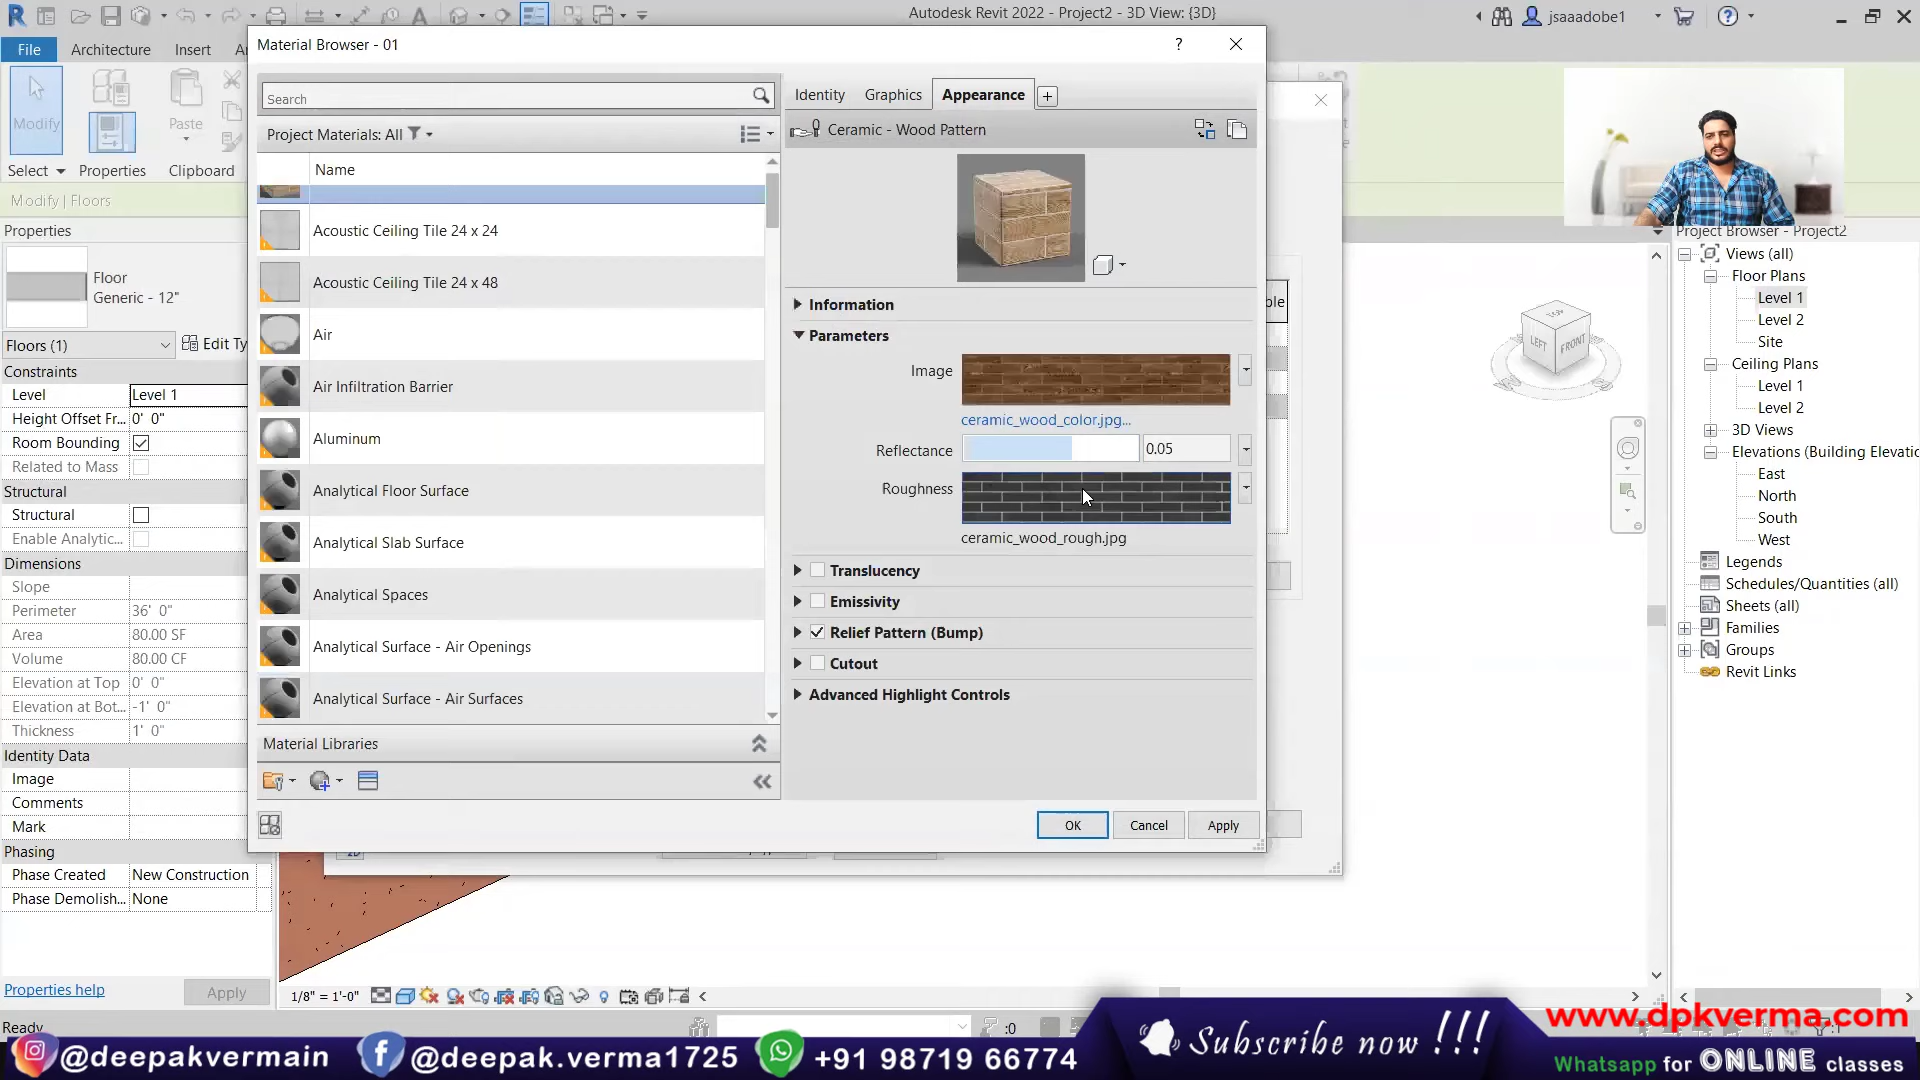 Autodesk Revit 2022 - Project2 - 3D View: {3D}
jsaaadobe1
File
Architecture
Insert
Modify
Paste
Select
Properties
Clipboard
Modify | Floors
Properties
Floor
Generic - 12"
Floors (1)
Edit Ty
Constraints
Level
Level 1
Height Offset Fr...
0' 0"
Room Bounding
Related to Mass
Structural
Structural
Enable Analytic...
Dimensions
Slope
Perimeter
36' 0"
Area
80.00 SF
Volume
80.00 CF
Elevation at Top
0' 0"
Elevation at Bot...
-1' 0"
Thickness
1' 0"
Identity Data
Image
Comments
Mark
Phasing
Phase Created
New Construction
Phase Demolish...
None
Properties help
Apply
Ready
Material Browser - 01
?
Search
Project Materials: All
Name
Acoustic Ceiling Tile 24 x 24
Acoustic Ceiling Tile 24 x 48
Air
Air Infiltration Barrier
Aluminum
Analytical Floor Surface
Analytical Slab Surface
Analytical Spaces
Analytical Surface - Air Openings
Analytical Surface - Air Surfaces
Material Libraries
Identity
Graphics
Appearance
Ceramic - Wood Pattern
Information
Parameters
Image
ceramic_wood_color.jpg...
Reflectance
0.05
Roughness
ceramic_wood_rough.jpg
Translucency
Emissivity
Relief Pattern (Bump)
Cutout
Advanced Highlight Controls
OK
Cancel
Apply
ble
TOP
LEFT
FRONT
Project Browser - Project2
Views (all)
Floor Plans
Level 1
Level 2
Site
Ceiling Plans
Level 1
Level 2
3D Views
Elevations (Building Elevatic
East
North
South
West
Legends
Schedules/Quantities (all)
Sheets (all)
Families
Groups
Revit Links
1/8" = 1'-0"
:0
@deepakvermain
@deepak.verma1725
+91 98719 66774
Subscribe now !!!
www.dpkverma.com
Whatsapp for ONLINE classes